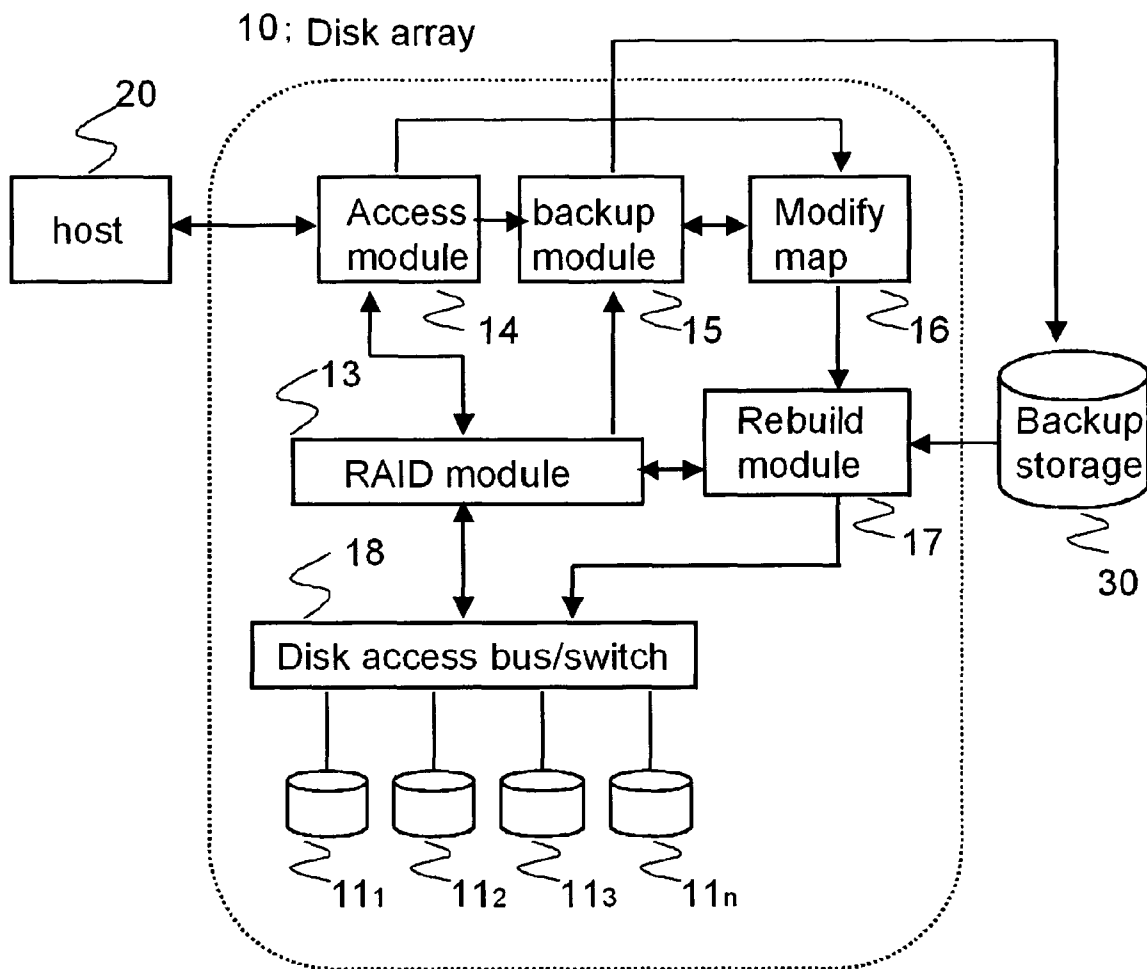 10; Disk array
20
host
Access
module
backup
module
Modify
map
14
15
16
13
RAID module
Rebuild
module
Backup
storage
17
30
18
Disk access bus/switch
111
112
113
11n